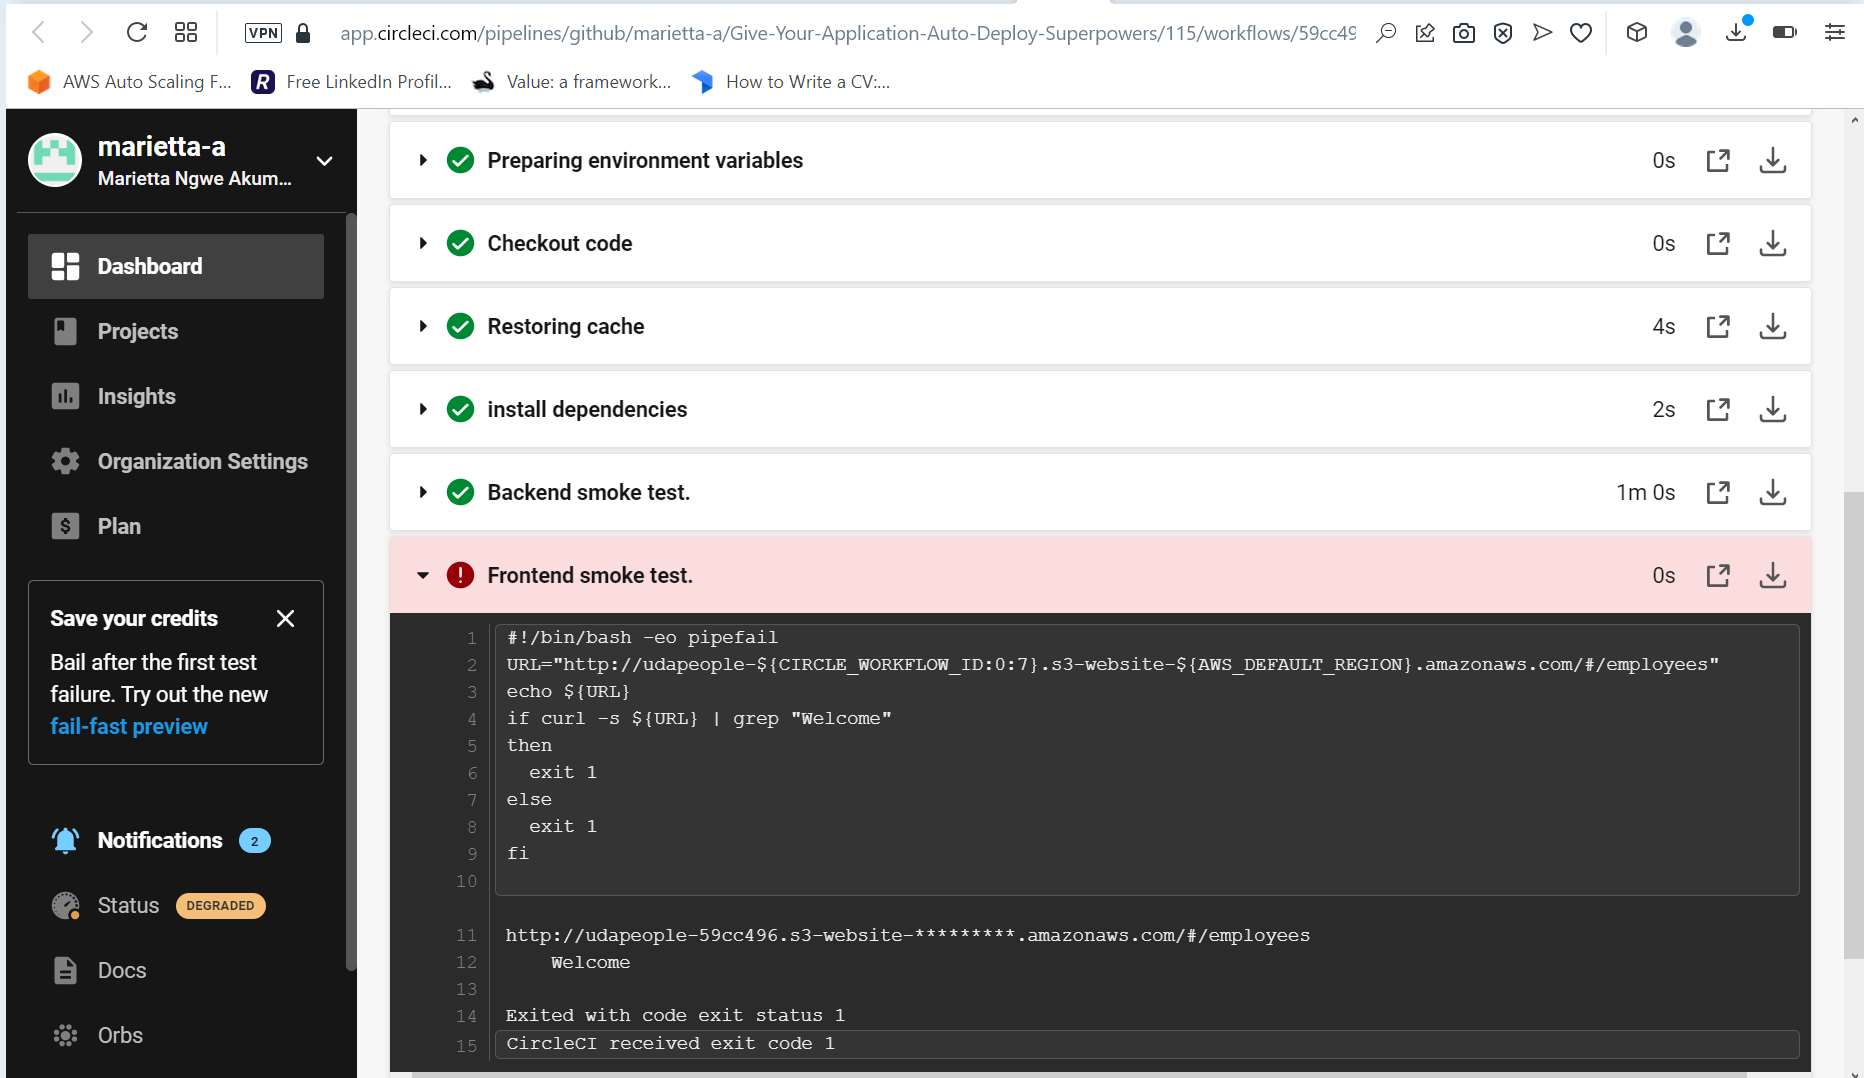 VPN
app.circleci.com/pipelines/github/marietta-a/Give-Your-Application-Auto-Deploy-Superpowers/115/workflows/59cc49
AWS Auto Scaling F...
R
Free LinkedIn Profil...
Value: a framework...
How to Write a CV:...
marietta-a
Marietta Ngwe Akum...
Dashboard
Projects
Insights
Organization Settings
Plan
Save your credits
Bail after the first test
failure. Try out the new
fail-fast preview
Notifications 2
Status DEGRADED
Docs
Orbs
Preparing environment variables 0s
Checkout code 0s
Restoring cache 4s
install dependencies 2s
Backend smoke test. 1m 0s
Frontend smoke test. 0s
1 #!/bin/bash -eo pipefail
2 URL="http://udapeople-${CIRCLE_WORKFLOW_ID:0:7}.s3-website-${AWS_DEFAULT_REGION}.amazonaws.com/#/employees"
3 echo ${URL}
4 if curl -s ${URL} | grep "Welcome"
5 then
6   exit 1
7 else
8   exit 1
9 fi
10
11 http://udapeople-59cc496.s3-website-*********.amazonaws.com/#/employees
12     Welcome
13
14 Exited with code exit status 1
15 CircleCI received exit code 1